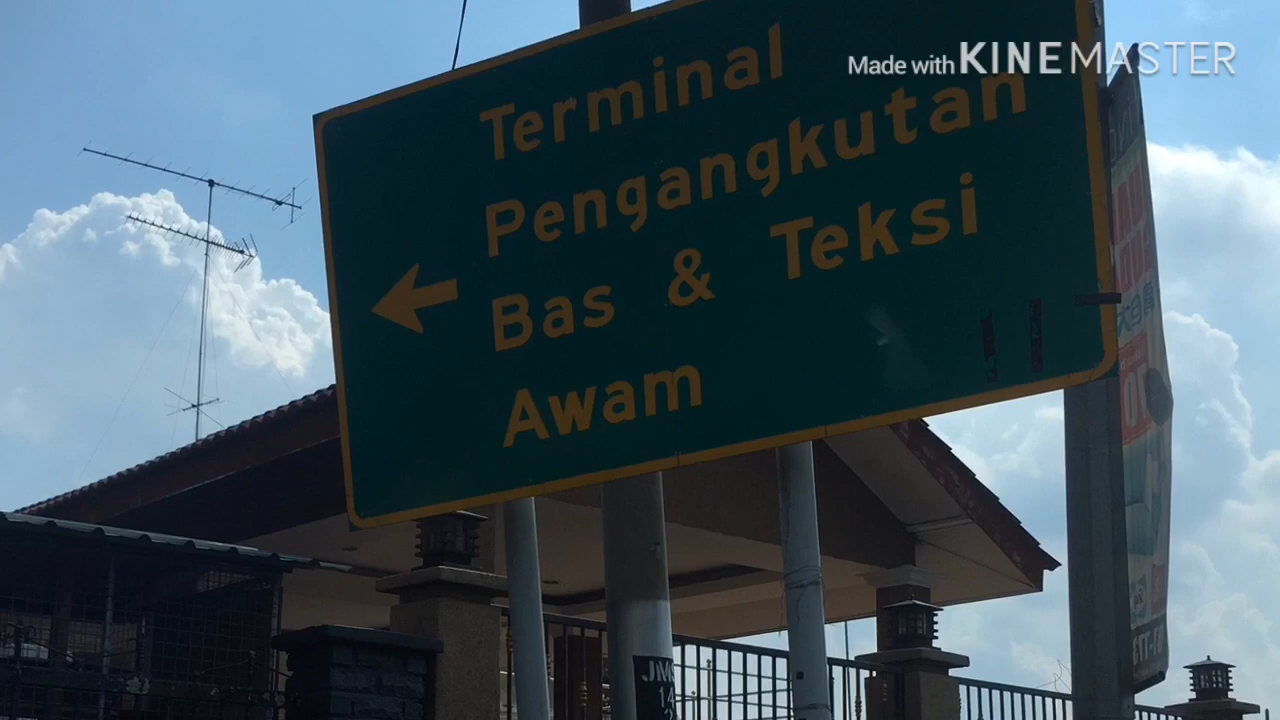 Made with KINEMASTER
Terminal
Pengangkutan
Bas & Teksi
Awam